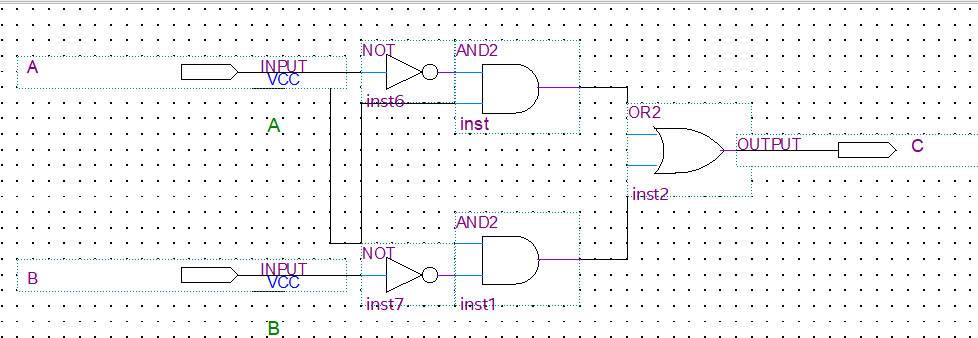 NOT
AND2
A
INPUT
VCC
inst6
A
inst
OR2
OUTPUT
C
inst2
AND2
NOT
B
INPUT
VCC
inst7
inst1
B